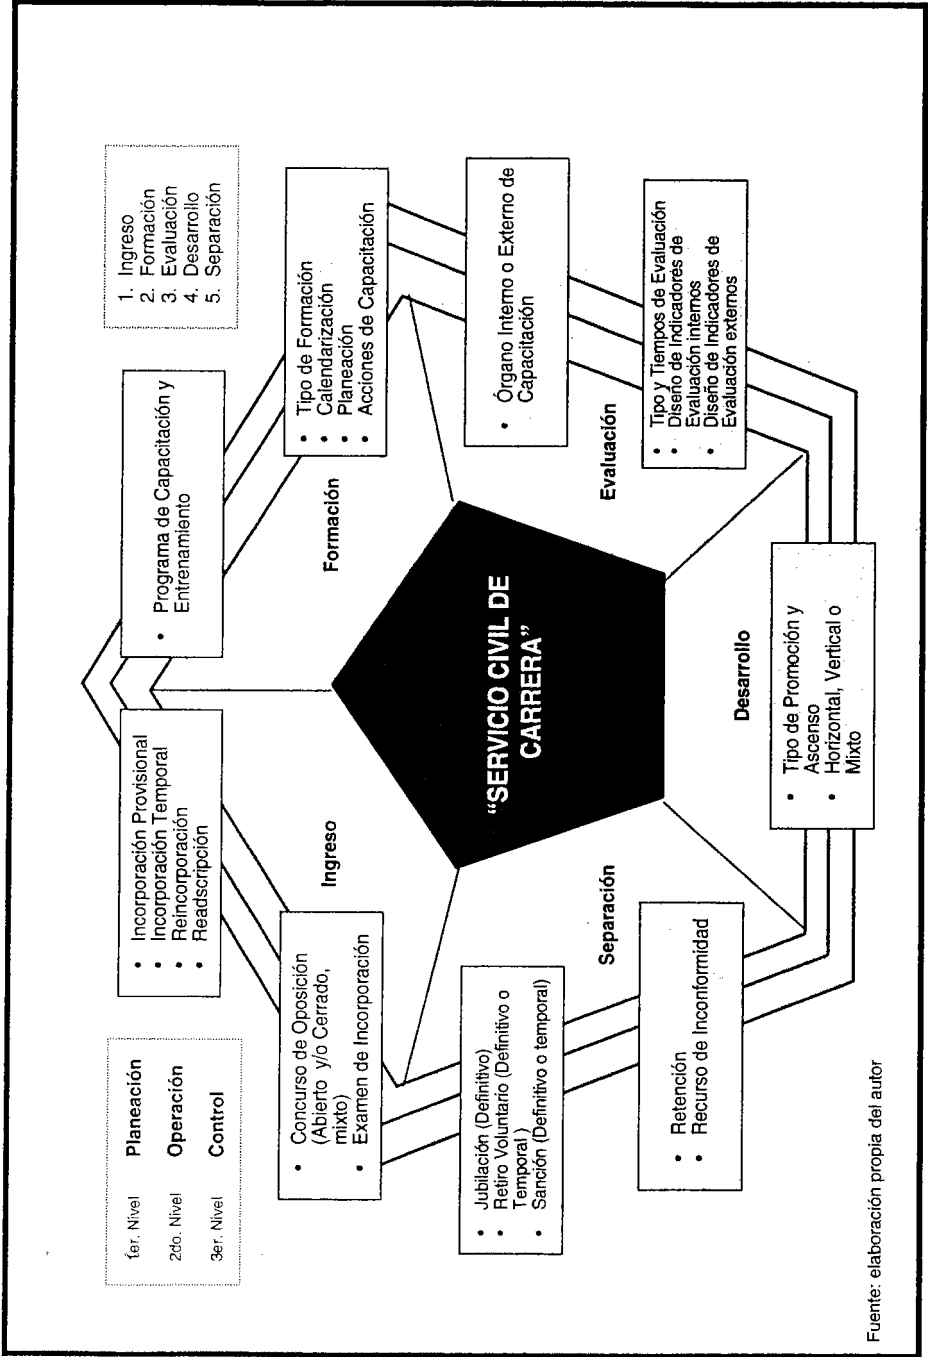 1er. Nivel Planeación
2do. Nivel Operación
3er. Nivel Control
1. Ingreso
2. Formación
3. Evaluación
4. Desarrollo
5. Separación
• Incorporación Provisional
• Incorporación Temporal
• Reincorporación
• Readscripción
• Programa de Capacitación y
Entrenamiento
• Concurso de Oposición
(Abierto y/o Cerrado,
mixto)
• Examen de Incorporación
Ingreso
Formación
• Tipo de Formación
• Calendarización
• Planeación
• Acciones de Capacitación
• Jubilación (Definitivo)
• Retiro Voluntario (Definitivo o
Temporal )
• Sanción (Definitivo o temporal)
“SERVICIO CIVIL DE
CARRERA”
• Órgano Interno o Externo de
Capacitación
Separación
Evaluación
• Retención
• Recurso de Inconformidad
• Tipo y Tiempos de Evaluación
• Diseño de Indicadores de
Evaluación internos
• Diseño de Indicadores de
Evaluación externos
Desarrollo
• Tipo de Promoción y
Ascenso
• Horizontal, Vertical o
Mixto
Fuente: elaboración propia del autor